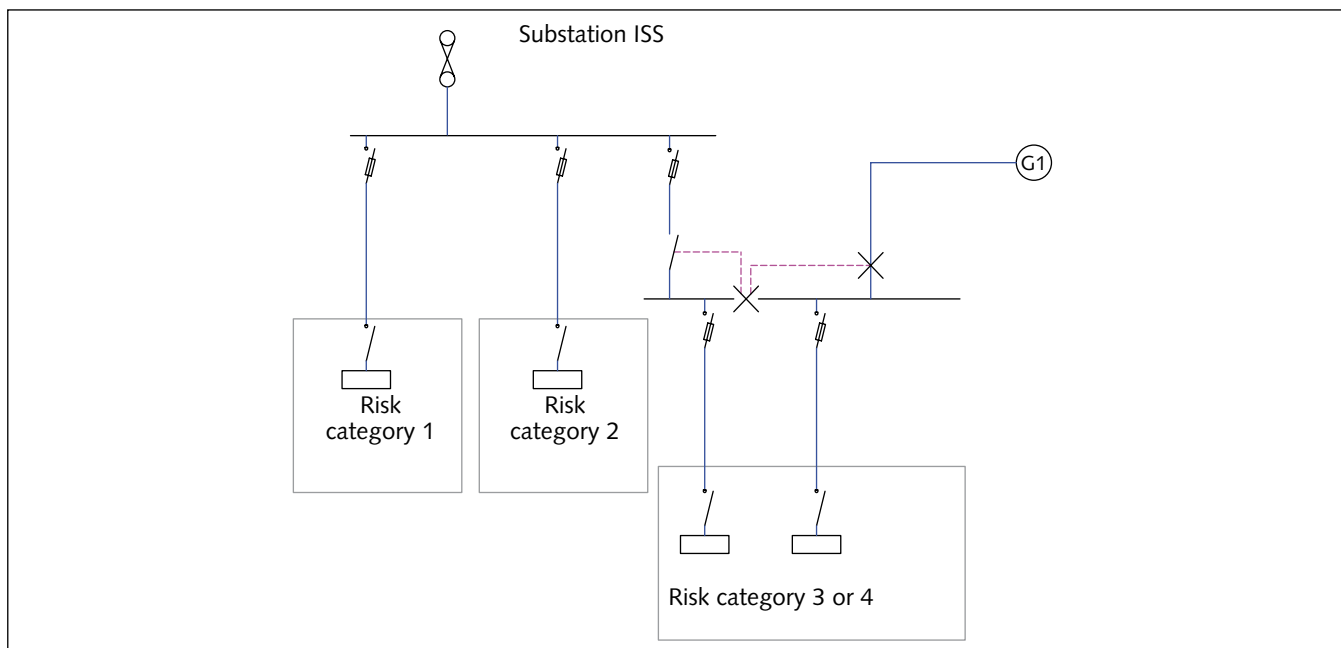 Substation ISS
G1
Risk
category 1
Risk
category 2
Risk category 3 or 4